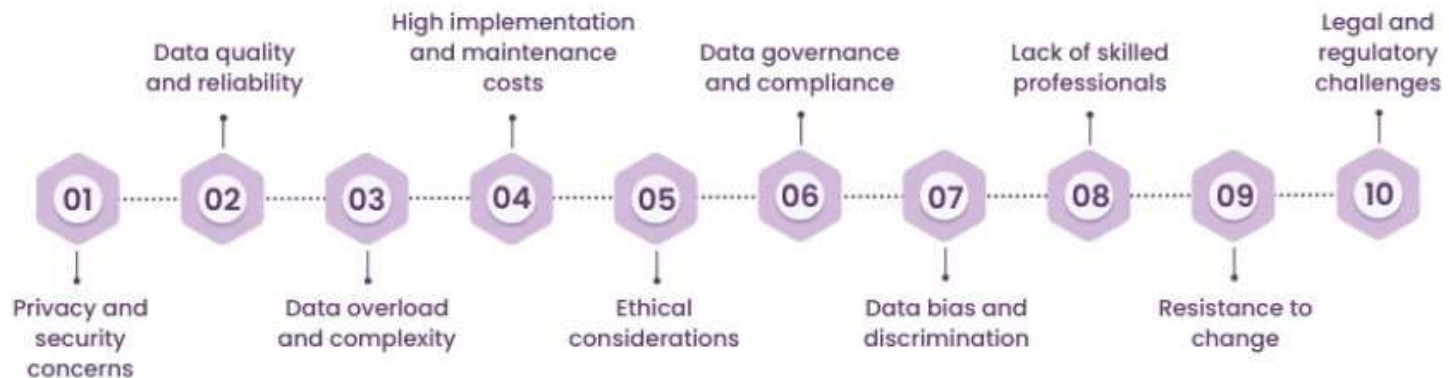 01
Privacy and
security
concerns
02
Data quality
and reliability
03
Data overload
and complexity
04
High implementation
and maintenance
costs
05
Ethical
considerations
06
Data governance
and compliance
07
Data bias and
discrimination
08
Lack of skilled
professionals
09
Resistance to
change
10
Legal and
regulatory
challenges